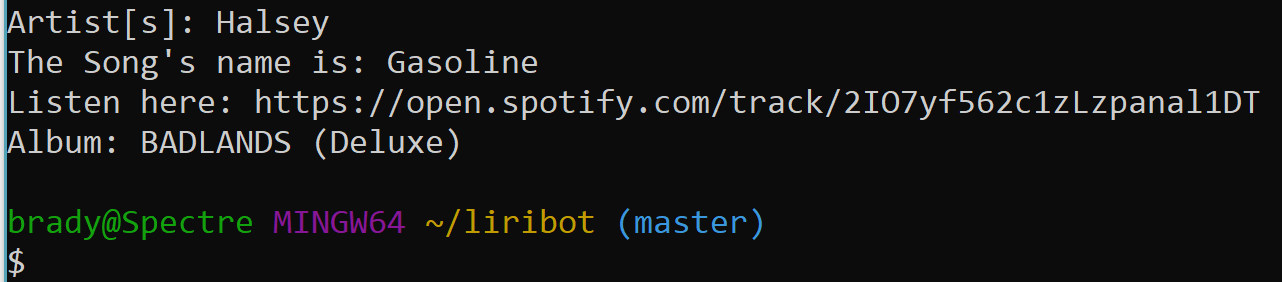 Artist[s]: Halsey
The Song's name is: Gasoline
Listen here: https://open.spotify.com/track/2IO7yf562c1zLzpanal1DT
Album: BADLANDS (Deluxe)
brady@Spectre MINGW64 ~/liribot (master)
$